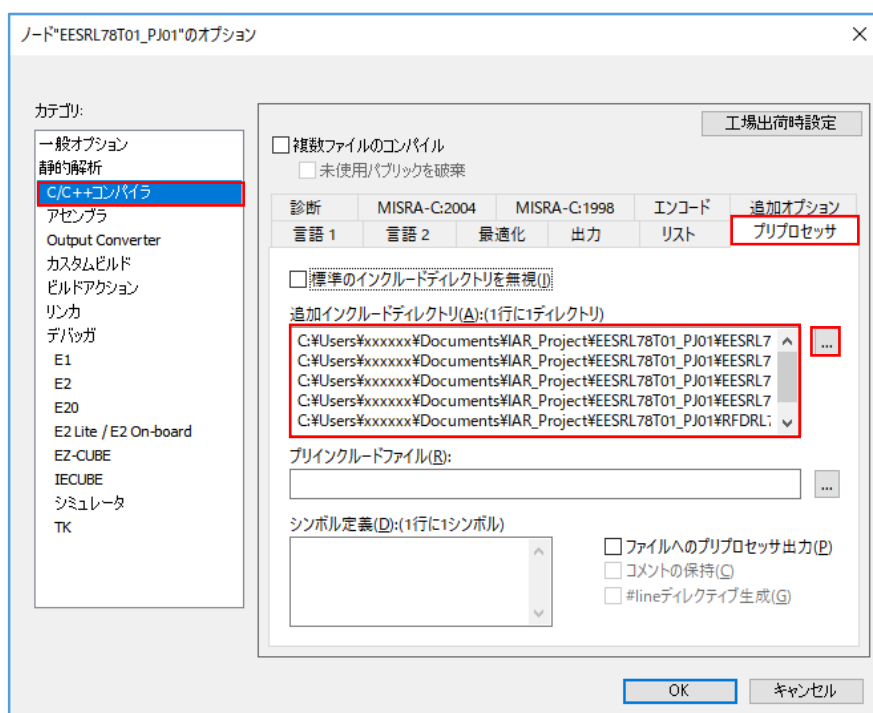 ノード"EESRL78T01_PJ01"のオプション
カテゴリ:
一般オプション
静的解析
C/C++コンパイラ
アセンブラ
Output Converter
カスタムビルド
ビルドアクション
リンカ
デバッガ
E1
E2
E20
E2 Lite / E2 On-board
EZ-CUBE
IECUBE
シミュレータ
TK
工場出荷時設定
複数ファイルのコンパイル
未使用パブリックを破棄
診断 MISRA-C:2004 MISRA-C:1998 エンコード 追加オプション
言語 1 言語 2 最適化 出力 リスト プリプロセッサ
標準のインクルードディレクトリを無視(I)
追加インクルードディレクトリ(A):(1行に1ディレクトリ)
C:¥Users¥xxxxxx¥Documents¥IAR_Project¥EESRL78T01_PJ01¥EESRL7
C:¥Users¥xxxxxx¥Documents¥IAR_Project¥EESRL78T01_PJ01¥EESRL7
C:¥Users¥xxxxxx¥Documents¥IAR_Project¥EESRL78T01_PJ01¥EESRL7
C:¥Users¥xxxxxx¥Documents¥IAR_Project¥EESRL78T01_PJ01¥EESRL7
C:¥Users¥xxxxxx¥Documents¥IAR_Project¥EESRL78T01_PJ01¥RFDRL7
...
プリインクルードファイル(R):
...
シンボル定義(D):(1行に1シンボル)
ファイルへのプリプロセッサ出力(P)
コメントの保持(C)
#lineディレクティブ生成(G)
OK キャンセル